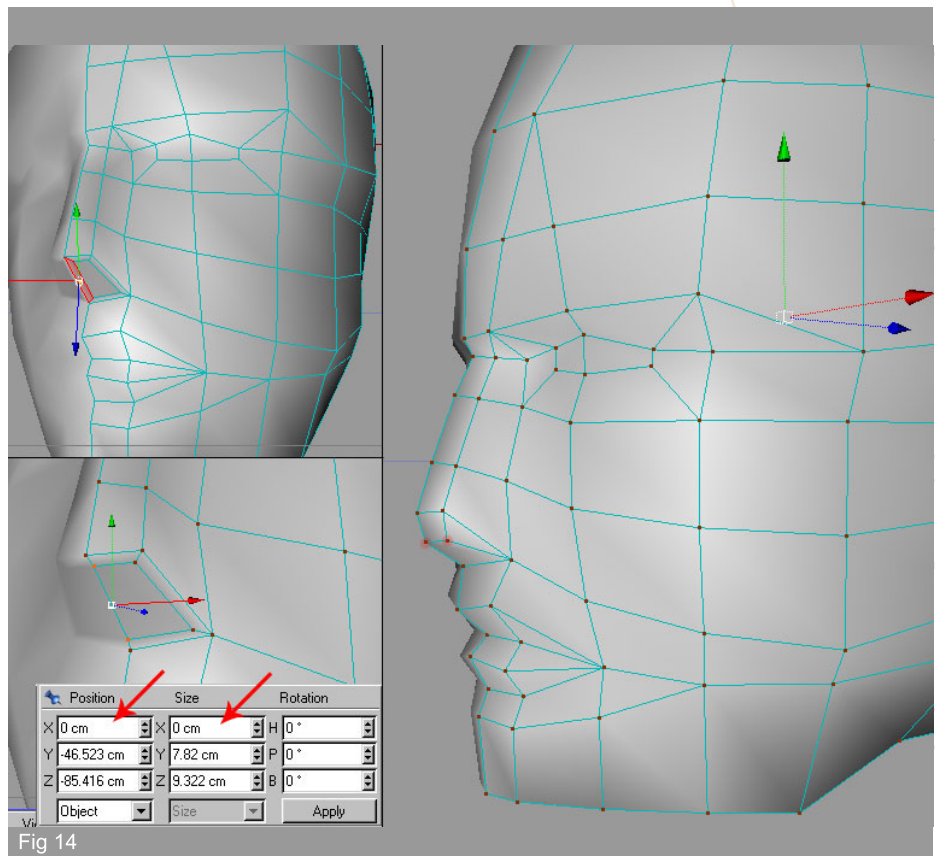 Position Size Rotation
X 0 cm X 0 cm H 0 °
Y -46.523 cm Y 7.82 cm P 0 °
Z -85.416 cm Z 9.322 cm B 0 °
Object Size Apply
Fig 14